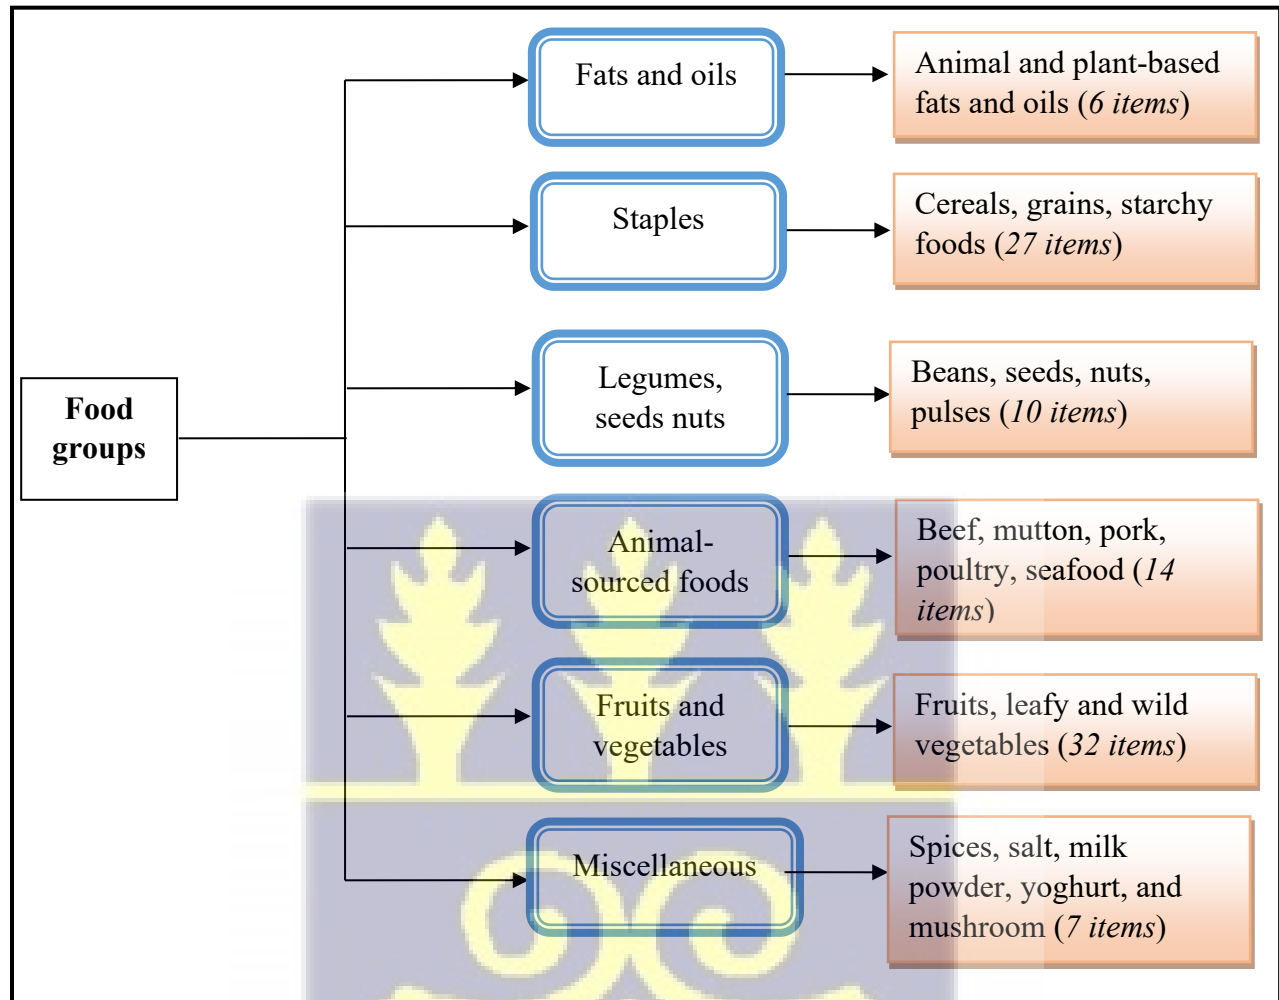 Food
groups
Fats and oils
Animal and plant-based
fats and oils (6 items)
Staples
Cereals, grains, starchy
foods (27 items)
Legumes,
seeds nuts
Beans, seeds, nuts,
pulses (10 items)
Animal-
sourced foods
Beef, mutton, pork,
poultry, seafood (14
items)
Fruits and
vegetables
Fruits, leafy and wild
vegetables (32 items)
Miscellaneous
Spices, salt, milk
powder, yoghurt, and
mushroom (7 items)